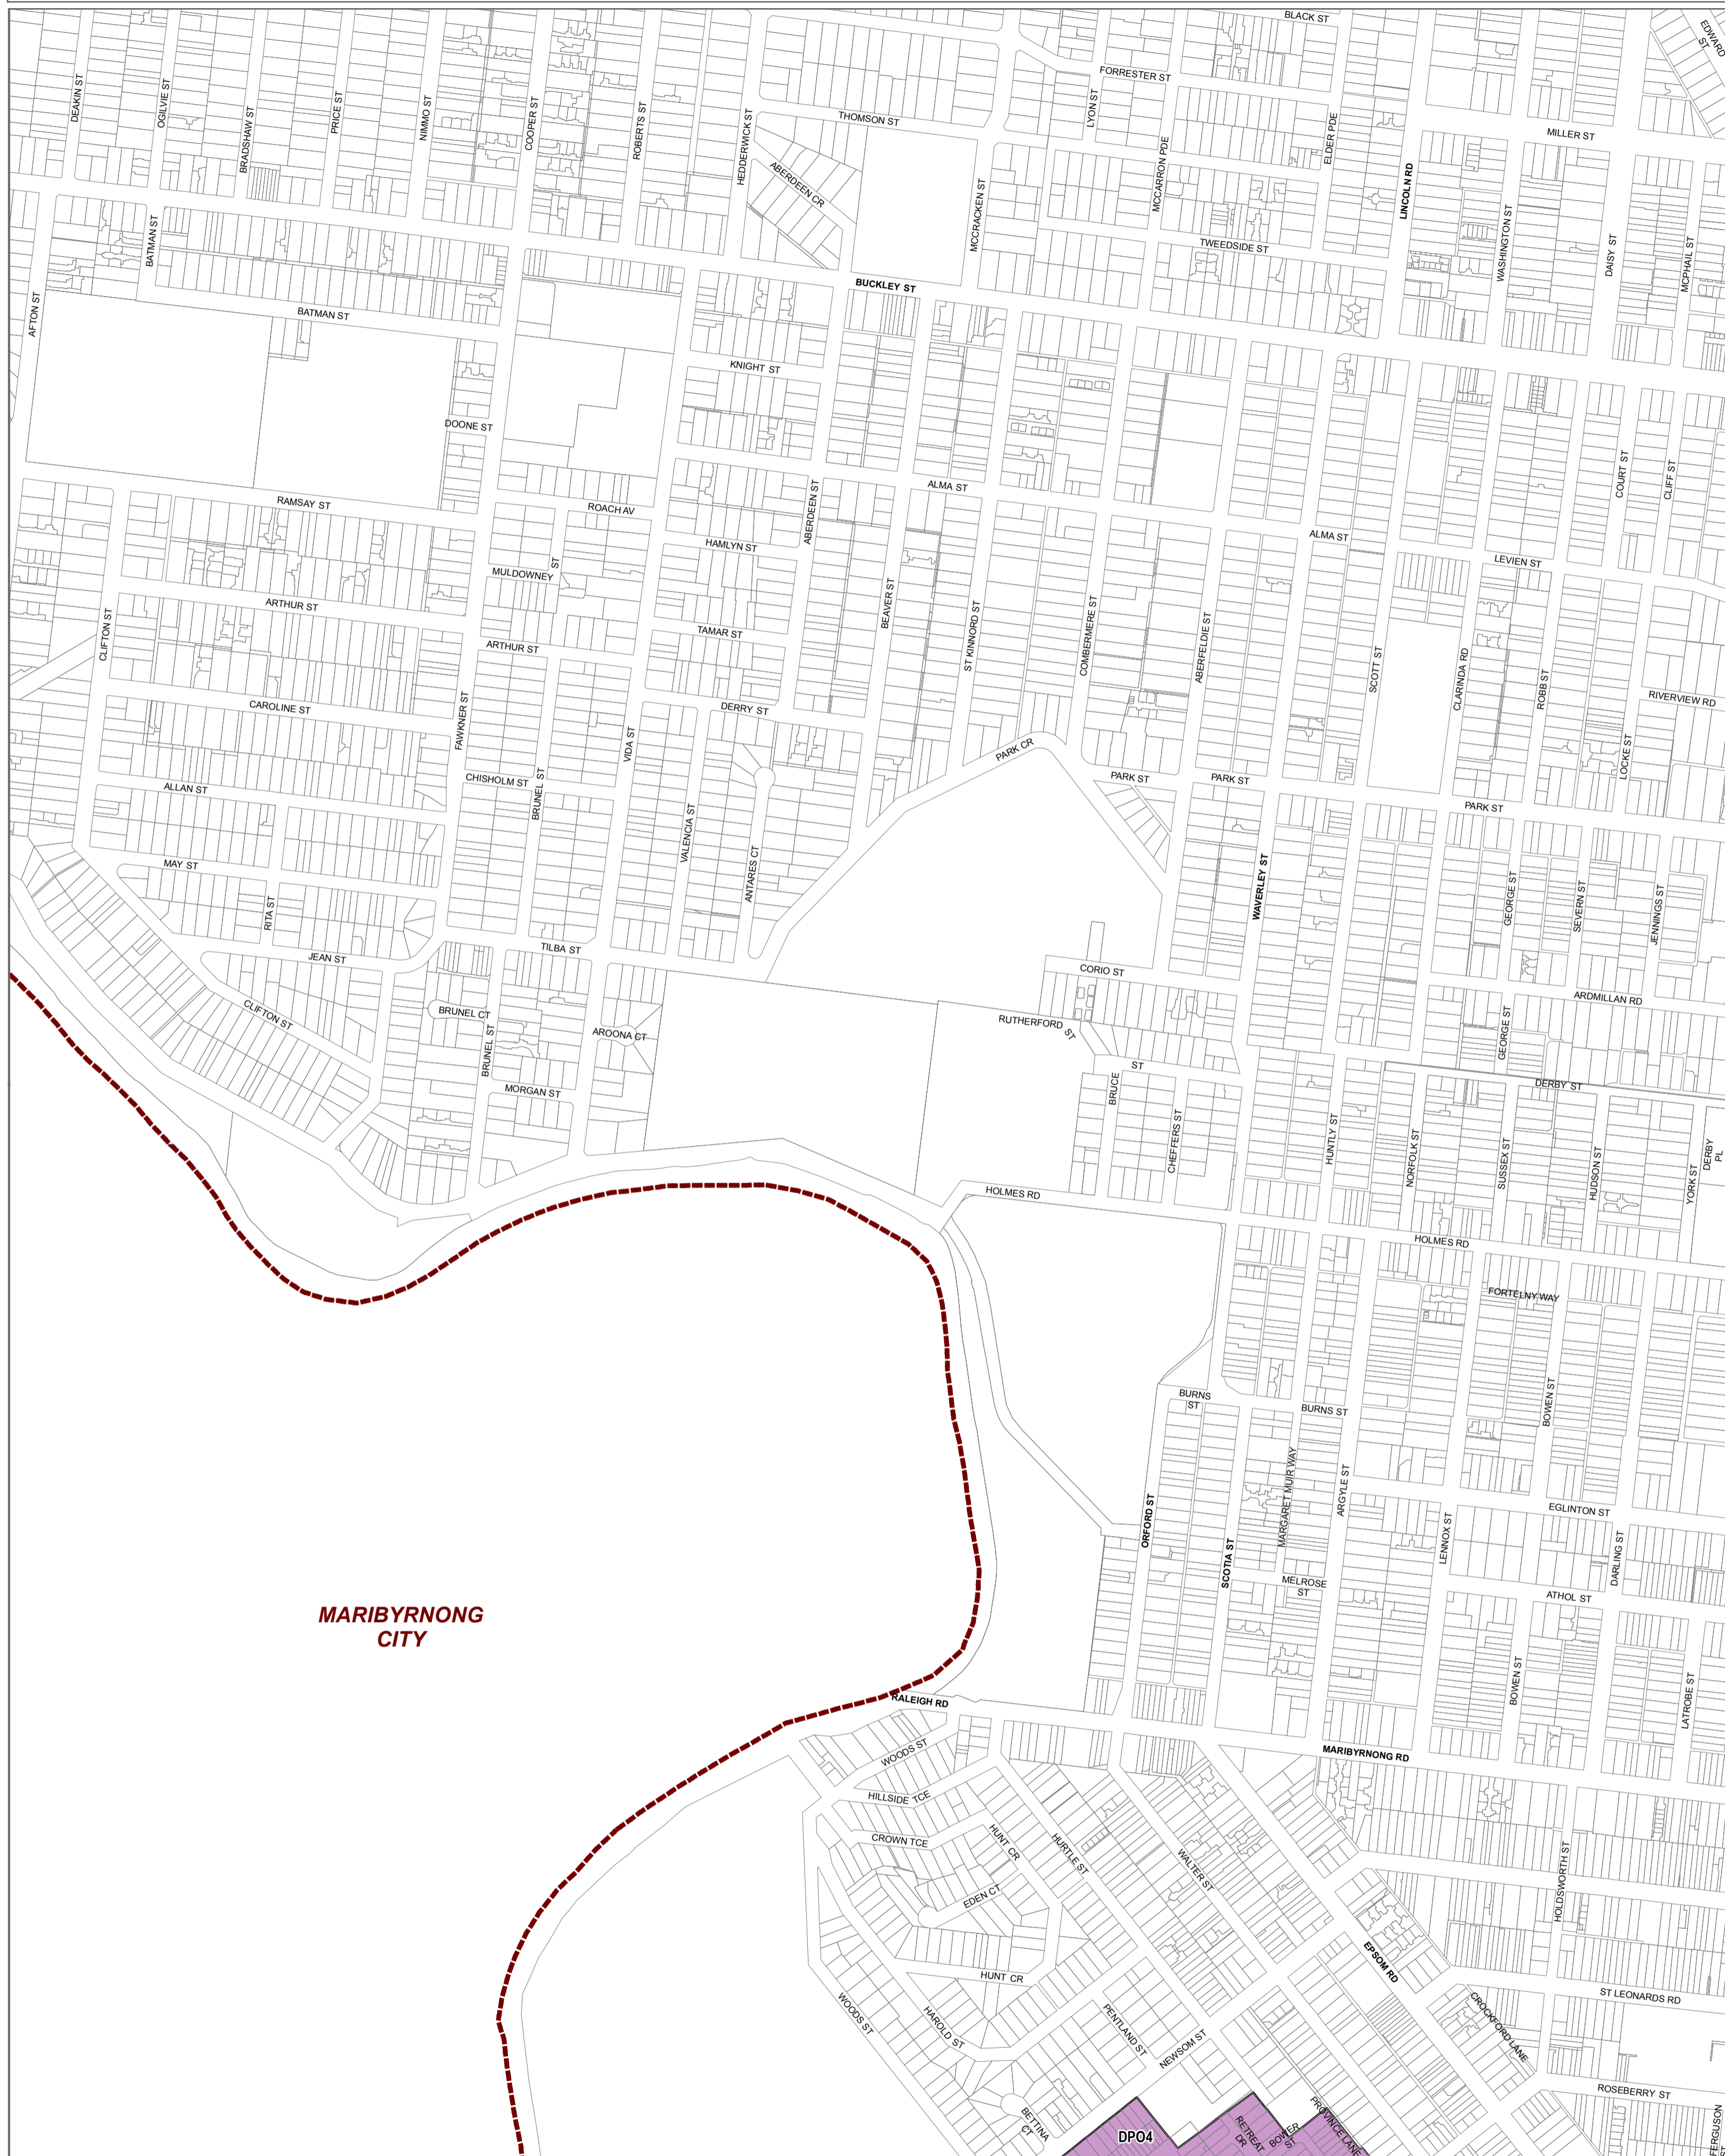 BLACK ST
EDWARD
ST
DEAKIN ST
OGILVIE ST
BRADSHAW ST
PRICE ST
NIMMO ST
COOPER ST
ROBERTS ST
HEDDERWICK ST
THOMSON ST
ABERDEEN CR
FORRESTER ST
LYON ST
MCCARRON PDE
ELDER PDE
LINCOLN RD
MILLER ST
MCCRACKEN ST
TWEEDSIDE ST
WASHINGTON ST
DAISY ST
MCPHAIL ST
BATMAN ST
AFTON ST
BATMAN ST
BUCKLEY ST
KNIGHT ST
DOONE ST
RAMSAY ST
ROACH AV
ABERDEEN ST
ALMA ST
COURT ST
CLIFF ST
HAMLYN ST
ALMA ST
LEVIEN ST
MULDOWNEY
ST
ARTHUR ST
CLIFTON ST
BEAVER ST
ST KINNORD ST
COMBERMERE ST
ABERFELDIE ST
TAMAR ST
ARTHUR ST
SCOTT ST
CLARINDA RD
ROBB ST
RIVERVIEW RD
CAROLINE ST
FAWKNER ST
VIDA ST
DERRY ST
PARK CR
LOCKE ST
ALLAN ST
CHISHOLM ST
BRUNEL ST
PARK ST
PARK ST
PARK ST
VALENCIA ST
ANTARES CT
MAY ST
RITA ST
WAVERLEY ST
GEORGE ST
SEVERN ST
JENNINGS ST
JEAN ST
TILBA ST
CORIO ST
ARDMILLAN RD
CLIFTON ST
BRUNEL CT
BRUNEL ST
AROONA CT
RUTHERFORD
ST
GEORGE ST
ST
BRUCE
DERBY ST
MORGAN ST
CHEFFERS ST
HUNTLY ST
NORFOLK ST
SUSSEX ST
HUDSON ST
YORK ST
DERBY
PL
HOLMES RD
HOLMES RD
FORTELNY WAY
BURNS
ST
BURNS ST
BOWEN ST
ORFORD ST
SCOTIA ST
MARGARET MUIR WAY
ARGYLE ST
LENNOX ST
EGLINTON ST
DARLING ST
MELROSE
ST
ATHOL ST
MARIBYRNONG
CITY
BOWEN ST
LATROBE ST
RALEIGH RD
WOODS ST
MARIBYRNONG RD
HILLSIDE TCE
CROWN TCE
HUNT CR
HURTLE ST
WALTER ST
HOLDSWORTH ST
EDEN CT
EPSOM RD
HUNT CR
WOODS ST
HAROLD ST
PENTLAND ST
NEWSOM ST
CROCKFORD LANE
ST LEONARDS RD
ROSEBERRY ST
BETTINA
CT
DPO4
RETREAT
DR
BOWER
ST
PROVINCE LANE
FERGUSON